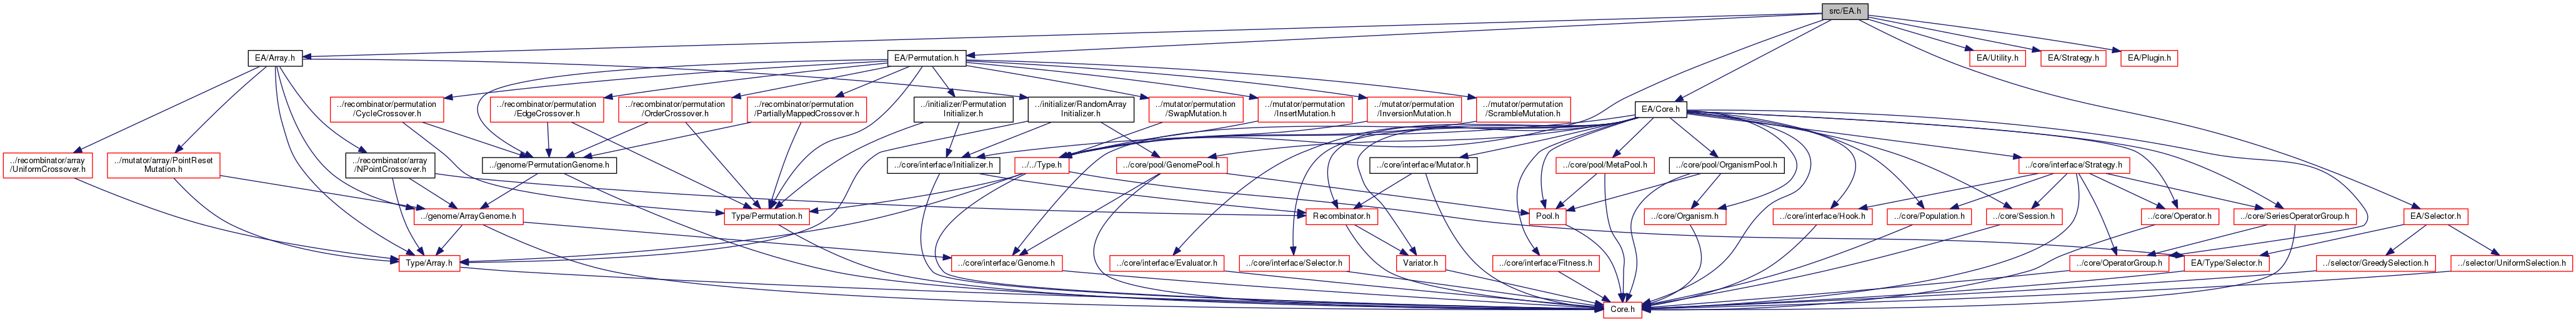 src/EA.h
EA/Array.h
EA/Permutation.h
EA/Utility.h
EA/Strategy.h
EA/Plugin.h
../recombinator/permutation
/CycleCrossover.h
../recombinator/permutation
/EdgeCrossover.h
../recombinator/permutation
/OrderCrossover.h
../recombinator/permutation
/PartiallyMappedCrossover.h
../initializer/Permutation
Initializer.h
../initializer/RandomArray
Initializer.h
../mutator/permutation
/SwapMutation.h
../mutator/permutation
/InsertMutation.h
../mutator/permutation
/InversionMutation.h
../mutator/permutation
/ScrambleMutation.h
EA/Core.h
../recombinator/array
/UniformCrossover.h
../mutator/array/PointReset
Mutation.h
../recombinator/array
/NPointCrossover.h
../genome/PermutationGenome.h
../core/interface/Initializer.h
../../Type.h
../core/pool/GenomePool.h
../core/interface/Mutator.h
../core/pool/MetaPool.h
../core/pool/OrganismPool.h
../core/interface/Strategy.h
../genome/ArrayGenome.h
Type/Permutation.h
Recombinator.h
Pool.h
../core/Organism.h
../core/interface/Hook.h
../core/Population.h
../core/Session.h
../core/Operator.h
../core/SeriesOperatorGroup.h
EA/Selector.h
Type/Array.h
../core/interface/Genome.h
../core/interface/Evaluator.h
../core/interface/Selector.h
Variator.h
../core/interface/Fitness.h
../core/OperatorGroup.h
EA/Type/Selector.h
../selector/GreedySelection.h
../selector/UniformSelection.h
Core.h